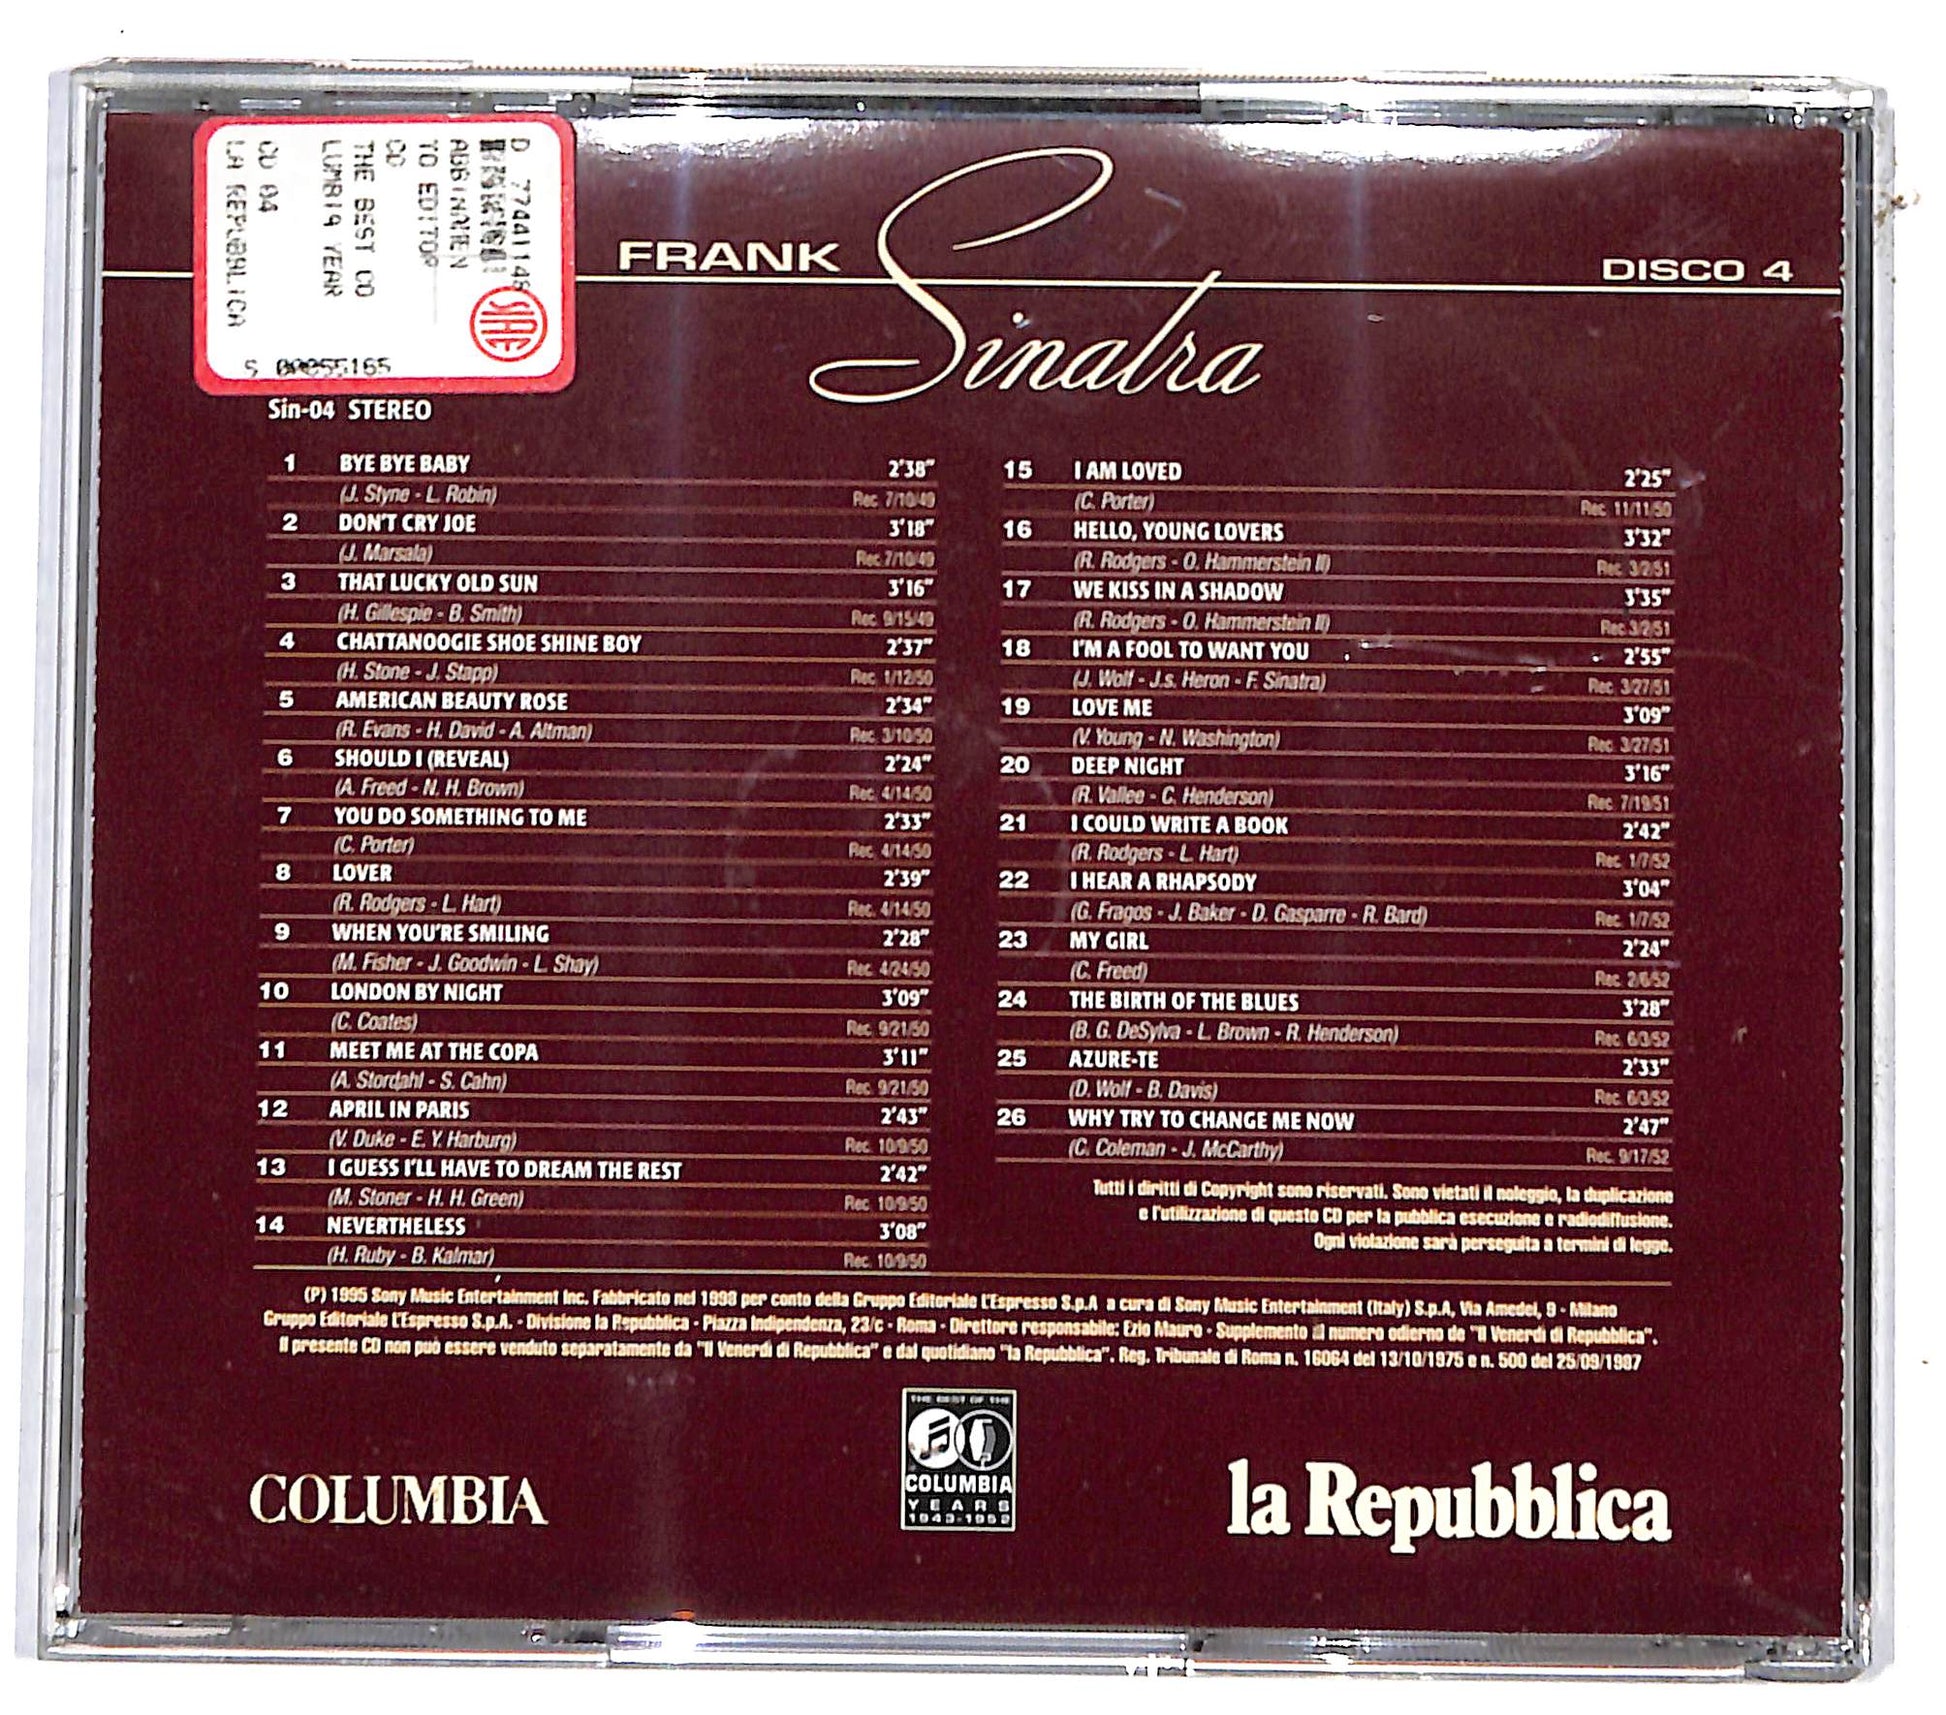 D 77441148
ABBINAMEN
TO EDITOR
CD
THE BEST CO
LUMBIA YEAR
CD 04
LA REPUBBLICA
SIAE
S 00055165
FRANK
Sinatra
DISCO 4
Sin-04 STEREO
1 BYE BYE BABY 2'38"
(J. Styne - L. Robin) Rec. 7/10/49
2 DON'T CRY JOE 3'18"
(J. Marsala) Rec. 7/10/49
3 THAT LUCKY OLD SUN 3'16"
(H. Gillespie - B. Smith) Rec. 9/15/49
4 CHATTANOOGIE SHOE SHINE BOY 2'37"
(H. Stone - J. Stapp) Rec. 1/12/50
5 AMERICAN BEAUTY ROSE 2'34"
(R. Evans - H. David - A. Altman) Rec. 3/10/50
6 SHOULD I (REVEAL) 2'24"
(A. Freed - N. H. Brown) Rec. 4/14/50
7 YOU DO SOMETHING TO ME 2'33"
(C. Porter) Rec. 4/14/50
8 LOVER 2'39"
(R. Rodgers - L. Hart) Rec. 4/14/50
9 WHEN YOU'RE SMILING 2'28"
(M. Fisher - J. Goodwin - L. Shay) Rec. 4/24/50
10 LONDON BY NIGHT 3'09"
(C. Coates) Rec. 9/21/50
11 MEET ME AT THE COPA 3'11"
(A. Stordahl - S. Cahn) Rec. 9/21/50
12 APRIL IN PARIS 2'43"
(V. Duke - E. Y. Harburg) Rec. 10/9/50
13 I GUESS I'LL HAVE TO DREAM THE REST 2'42"
(M. Stoner - H. H. Green) Rec. 10/9/50
14 NEVERTHELESS 3'08"
(H. Ruby - B. Kalmar) Rec. 10/9/50
15 I AM LOVED 2'25"
(C. Porter) Rec. 11/11/50
16 HELLO, YOUNG LOVERS 3'32"
(R. Rodgers - O. Hammerstein II) Rec. 3/2/51
17 WE KISS IN A SHADOW 3'35"
(R. Rodgers - O. Hammerstein II) Rec. 3/2/51
18 I'M A FOOL TO WANT YOU 2'55"
(J. Wolf - J.s. Heron - F. Sinatra) Rec. 3/27/51
19 LOVE ME 3'09"
(V. Young - N. Washington) Rec. 3/27/51
20 DEEP NIGHT 3'16"
(R. Vallee - C. Henderson) Rec. 7/19/51
21 I COULD WRITE A BOOK 2'42"
(R. Rodgers - L. Hart) Rec. 1/7/52
22 I HEAR A RHAPSODY 3'04"
(G. Fragos - J. Baker - D. Gasparre - R. Bard) Rec. 1/7/52
23 MY GIRL 2'24"
(C. Freed) Rec. 2/6/52
24 THE BIRTH OF THE BLUES 3'28"
(B. G. DeSylva - L. Brown - R. Henderson) Rec. 6/3/52
25 AZURE-TE 2'33"
(D. Wolf - B. Davis) Rec. 6/3/52
26 WHY TRY TO CHANGE ME NOW 2'47"
(C. Coleman - J. McCarthy) Rec. 9/17/52
Tutti i diritti di Copyright sono riservati. Sono vietati il noleggio, la duplicazione
e l'utilizzazione di questo CD per la pubblica esecuzione e radiodiffusione.
Ogni violazione sarà perseguita a termini di legge.
(P) 1995 Sony Music Entertainment Inc. Fabbricato nel 1998 per conto della Gruppo Editoriale L'Espresso S.p.A a cura di Sony Music Entertainment (Italy) S.p.A, Via Amedei, 9 - Milano
Gruppo Editoriale L'Espresso S.p.A. - Divisione la Repubblica - Piazza Indipendenza, 23/c - Roma - Direttore responsabile: Ezio Mauro - Supplemento al numero odierno de "Il Venerdì di Repubblica".
Il presente CD non può essere venduto separatamente da "Il Venerdì di Repubblica" e dal quotidiano "la Repubblica". Reg. Tribunale di Roma n. 16064 del 13/10/1975 e n. 500 del 25/09/1987
COLUMBIA
THE BEST OF THE
COLUMBIA
YEARS
1943-1952
la Repubblica